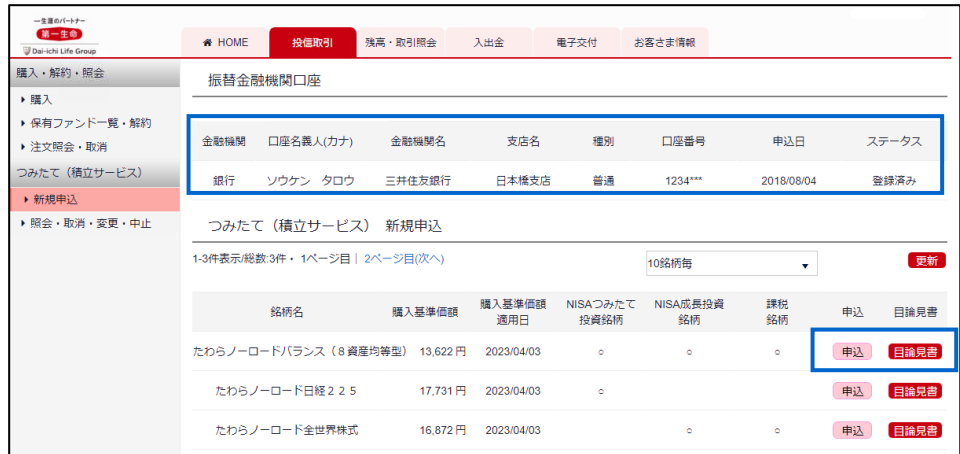 一生涯のパートナー
第一生命
Dai-ichi Life Group
HOME 投信取引 残高・取引照会 入出金 電子交付 お客さま情報
購入・解約・照会
購入
保有ファンド一覧・解約
注文照会・取消
つみたて（積立サービス）
新規申込
照会・取消・変更・中止
振替金融機関口座
金融機関 口座名義人(カナ) 金融機関名 支店名 種別 口座番号 申込日 ステータス
銀行 ソウケン　タロウ 三井住友銀行 日本橋支店 普通 1234*** 2018/08/04 登録済み
つみたて（積立サービス）　新規申込
1-3件表示/総数:3件・ 1ページ目｜ 2ページ目(次へ) 10銘柄毎 更新
銘柄名 購入基準価額 購入基準価額適用日 NISAつみたて投資銘柄 NISA成長投資銘柄 課税銘柄 申込 目論見書
たわらノーロードバランス（８資産均等型） 13,622円 2023/04/03 ○ ○ ○ 申込 目論見書
たわらノーロード日経２２５ 17,731円 2023/04/03 ○ 申込 目論見書
たわらノーロード全世界株式 16,872円 2023/04/03 ○ ○ 申込 目論見書